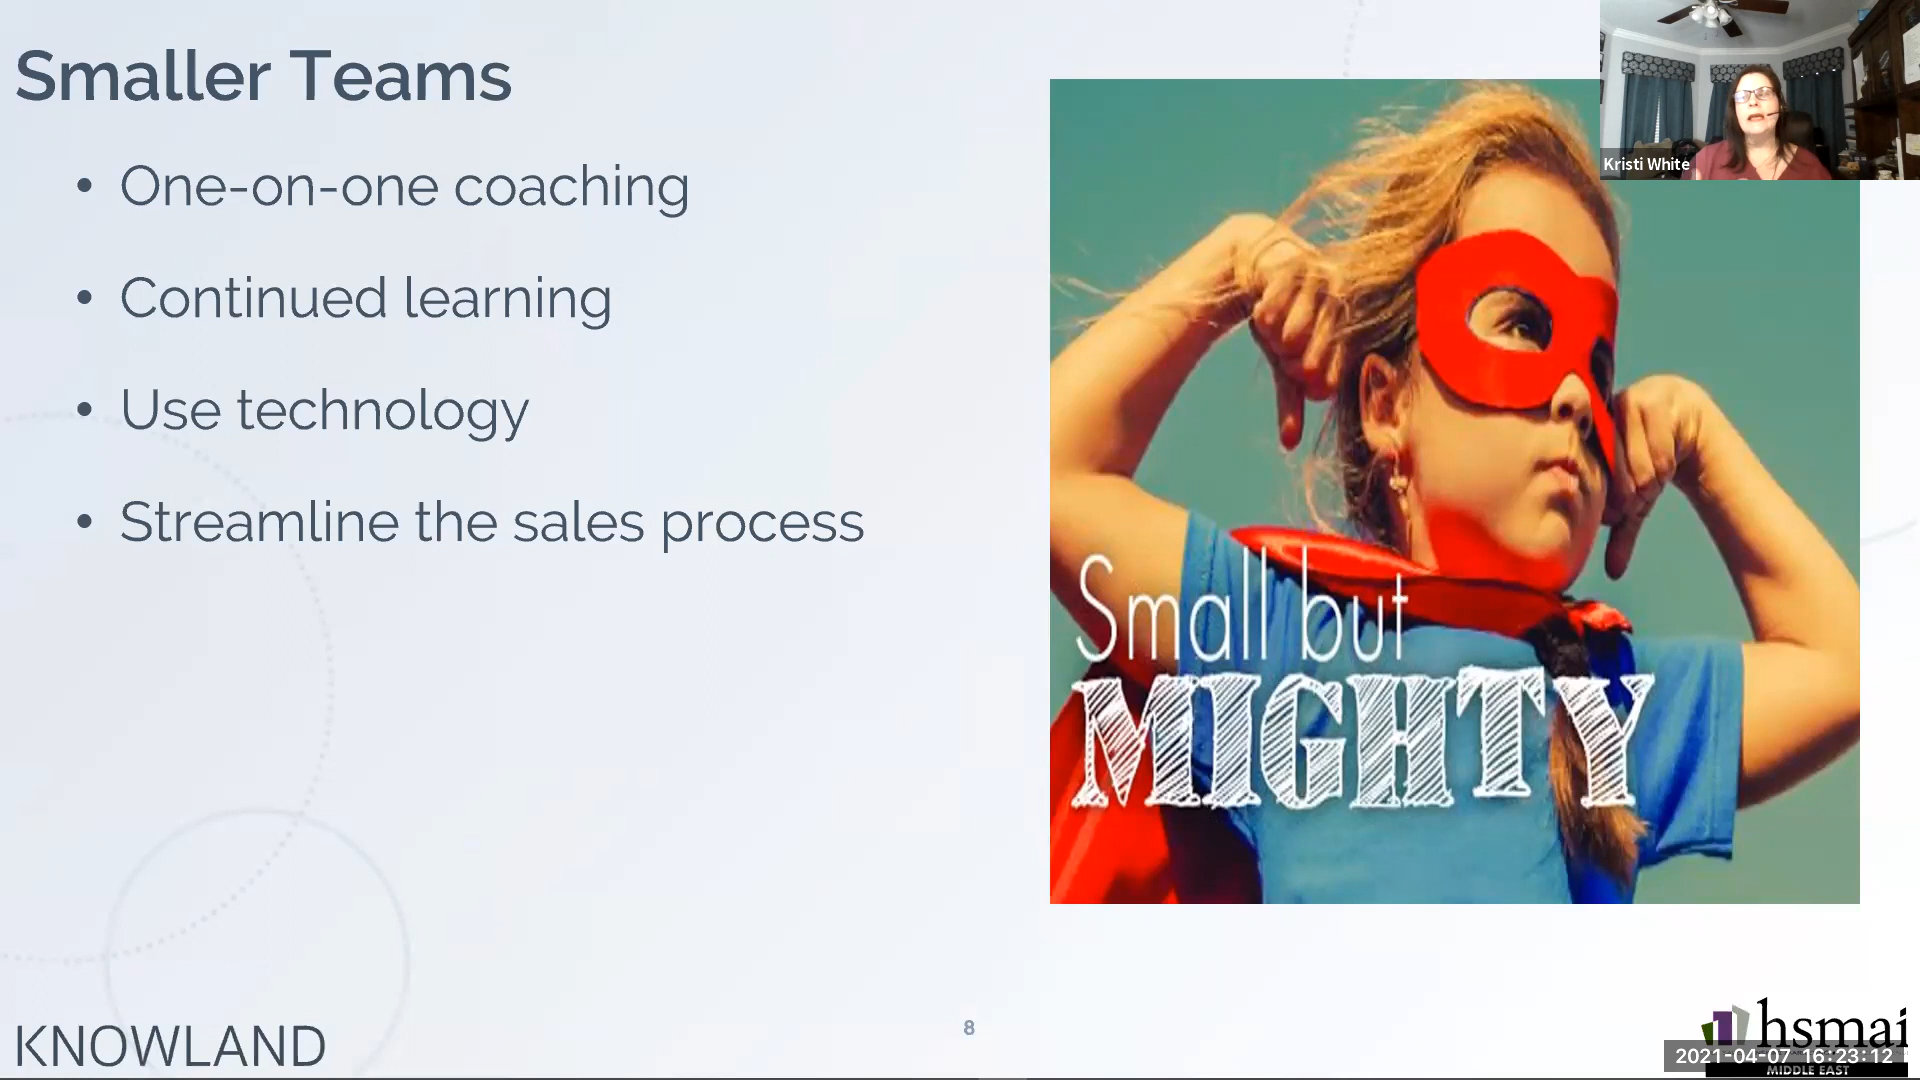 Smaller Teams
• One-on-one coaching
• Continued learning
• Use technology
• Streamline the sales process
Kristi White
Small but
MIGHTY
KNOWLAND
8
hsmai
2021-04-07 16:23:12
MIDDLE EAST